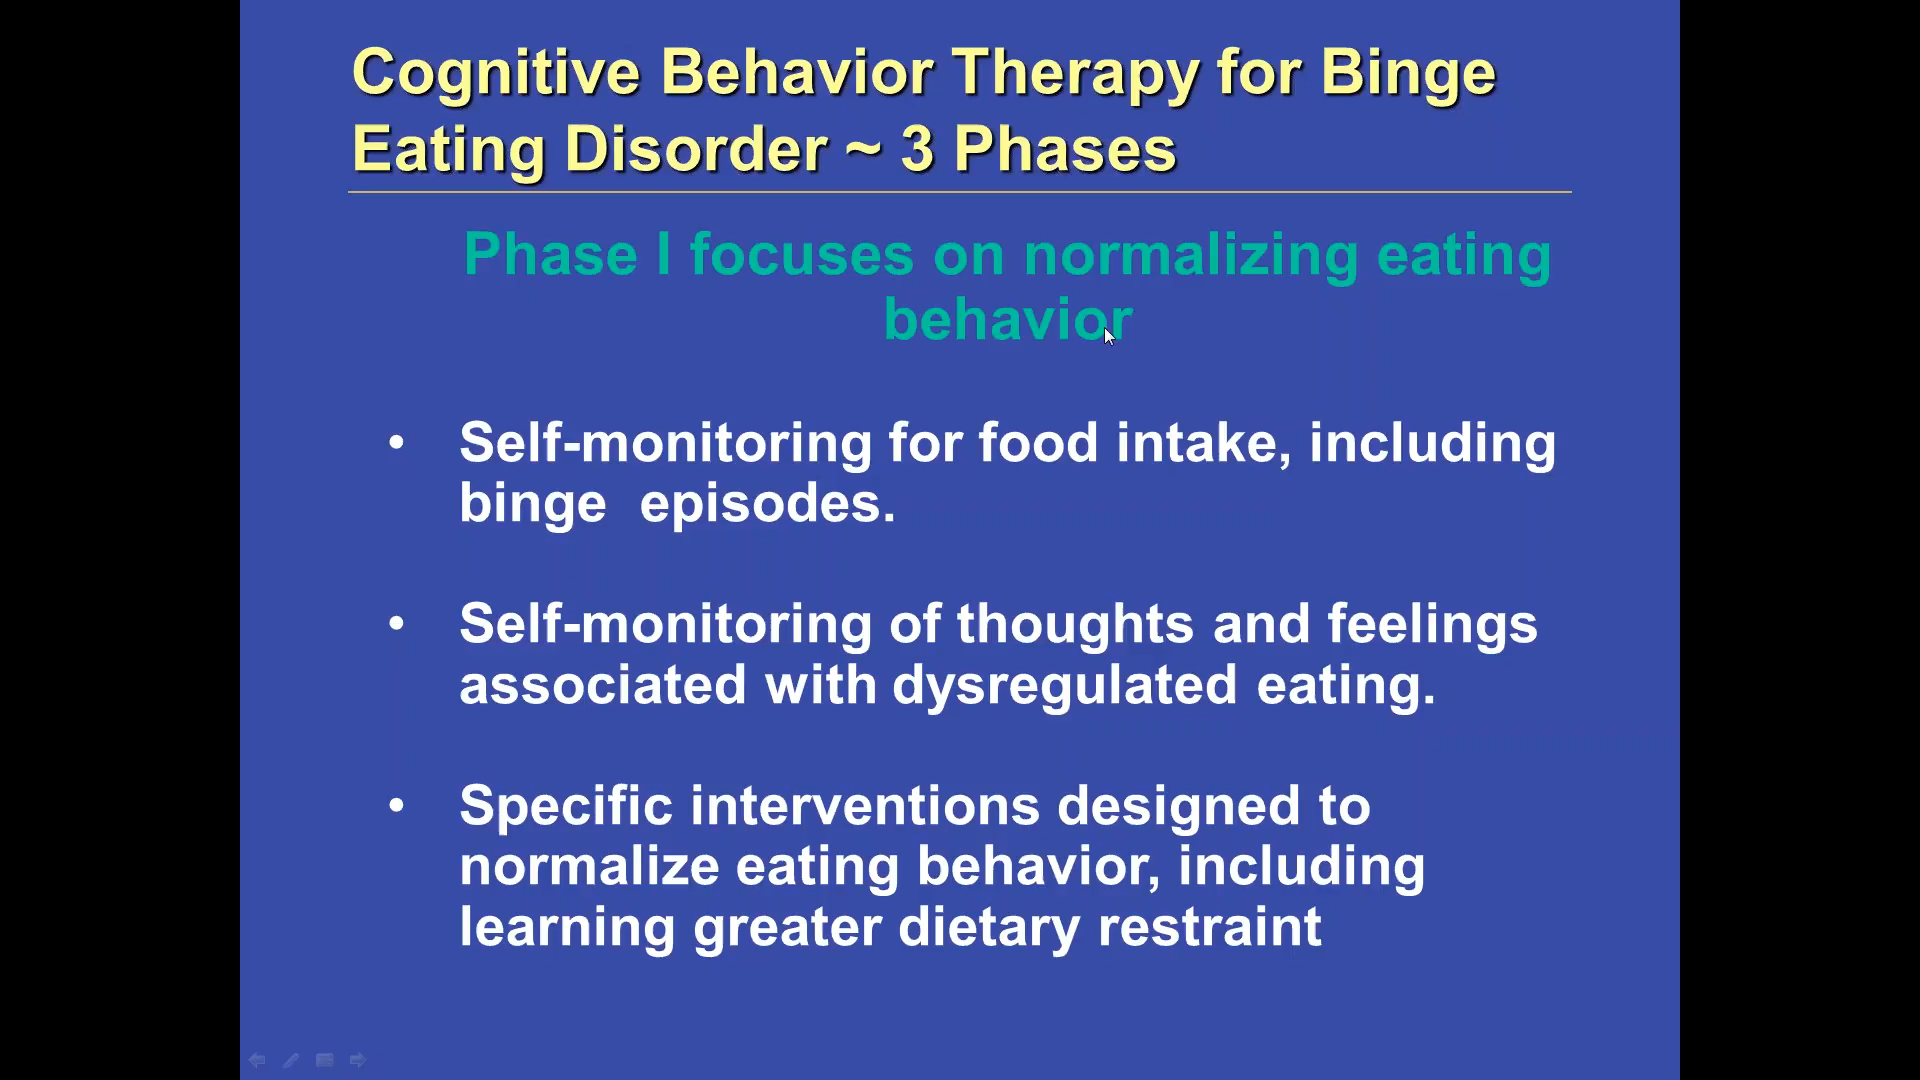 Cognitive Behavior Therapy for Binge
Eating Disorder ~ 3 Phases
Phase I focuses on normalizing eating
behavior
• Self-monitoring for food intake, including
binge  episodes.
• Self-monitoring of thoughts and feelings
associated with dysregulated eating.
• Specific interventions designed to
normalize eating behavior, including
learning greater dietary restraint